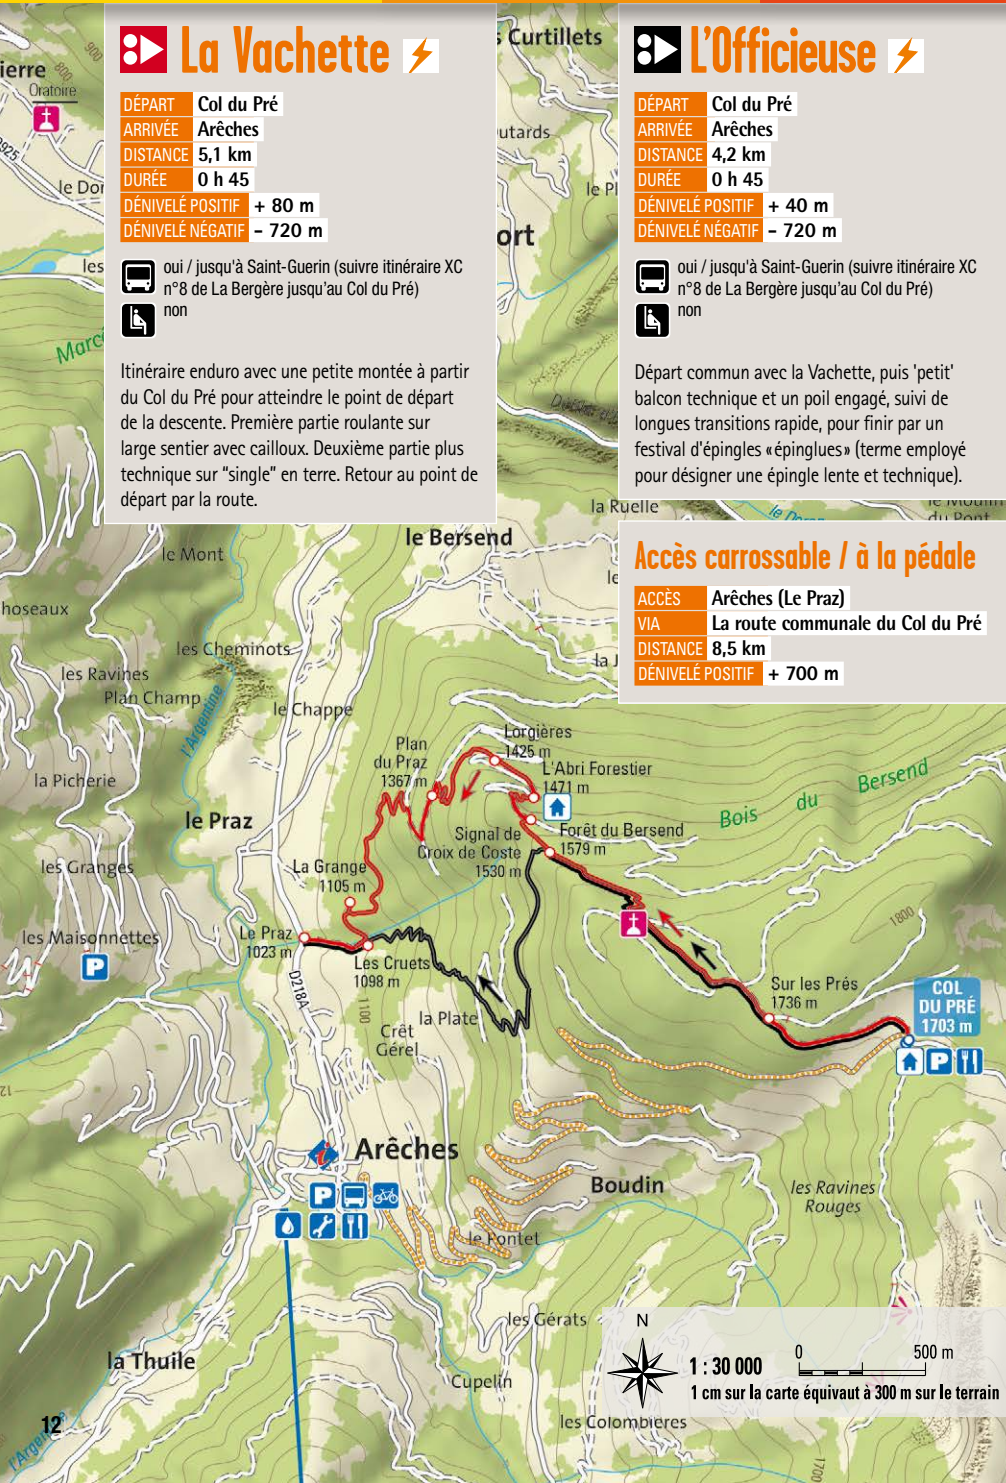 La Vachette
DÉPART Col du Pré
ARRIVÉE Arêches
DISTANCE 5,1 km
DURÉE 0 h 45
DÉNIVELÉ POSITIF + 80 m
DÉNIVELÉ NÉGATIF - 720 m
oui / jusqu'à Saint-Guerin (suivre itinéraire XC
n°8 de La Bergère jusqu'au Col du Pré)
non
Itinéraire enduro avec une petite montée à partir
du Col du Pré pour atteindre le point de départ
de la descente. Première partie roulante sur
large sentier avec cailloux. Deuxième partie plus
technique sur “single” en terre. Retour au point de
départ par la route.
L'Officieuse
DÉPART Col du Pré
ARRIVÉE Arêches
DISTANCE 4,2 km
DURÉE 0 h 45
DÉNIVELÉ POSITIF + 40 m
DÉNIVELÉ NÉGATIF - 720 m
oui / jusqu'à Saint-Guerin (suivre itinéraire XC
n°8 de La Bergère jusqu'au Col du Pré)
non
Départ commun avec la Vachette, puis 'petit'
balcon technique et un poil engagé, suivi de
longues transitions rapide, pour finir par un
festival d'épingles «épinglues» (terme employé
pour désigner une épingle lente et technique).
Accès carrossable / à la pédale
ACCÈS Arêches (Le Praz)
VIA La route communale du Col du Pré
DISTANCE 8,5 km
DÉNIVELÉ POSITIF + 700 m
Curtillets
900
800
Oratoire
la Ruelle
le Bersend
le Mont
les Cheminots
les Ravines
Plan Champ
l'Argentine
le Chappe
la Picherie
le Praz
les Granges
les Maisonnettes
P
Plan
du Praz
1367 m
Lorgières
1425 m
L'Abri Forestier
1471 m
Bois du Bersend
Signal de
Croix de Coste
1530 m
Forêt du Bersend
1579 m
La Grange
1105 m
Le Praz
1023 m
Les Cruets
1098 m
D218A
1100
la Plate
Crêt
Gérel
1800
Sur les Prés
1736 m
COL
DU PRÉ
1703 m
P
Arêches
P
Boudin
les Ravines
Rouges
le Pontet
les Gérats
la Thuile
Cupelin
les Colombières
1700
N
1 : 30 000
0 500 m
1 cm sur la carte équivaut à 300 m sur le terrain
12